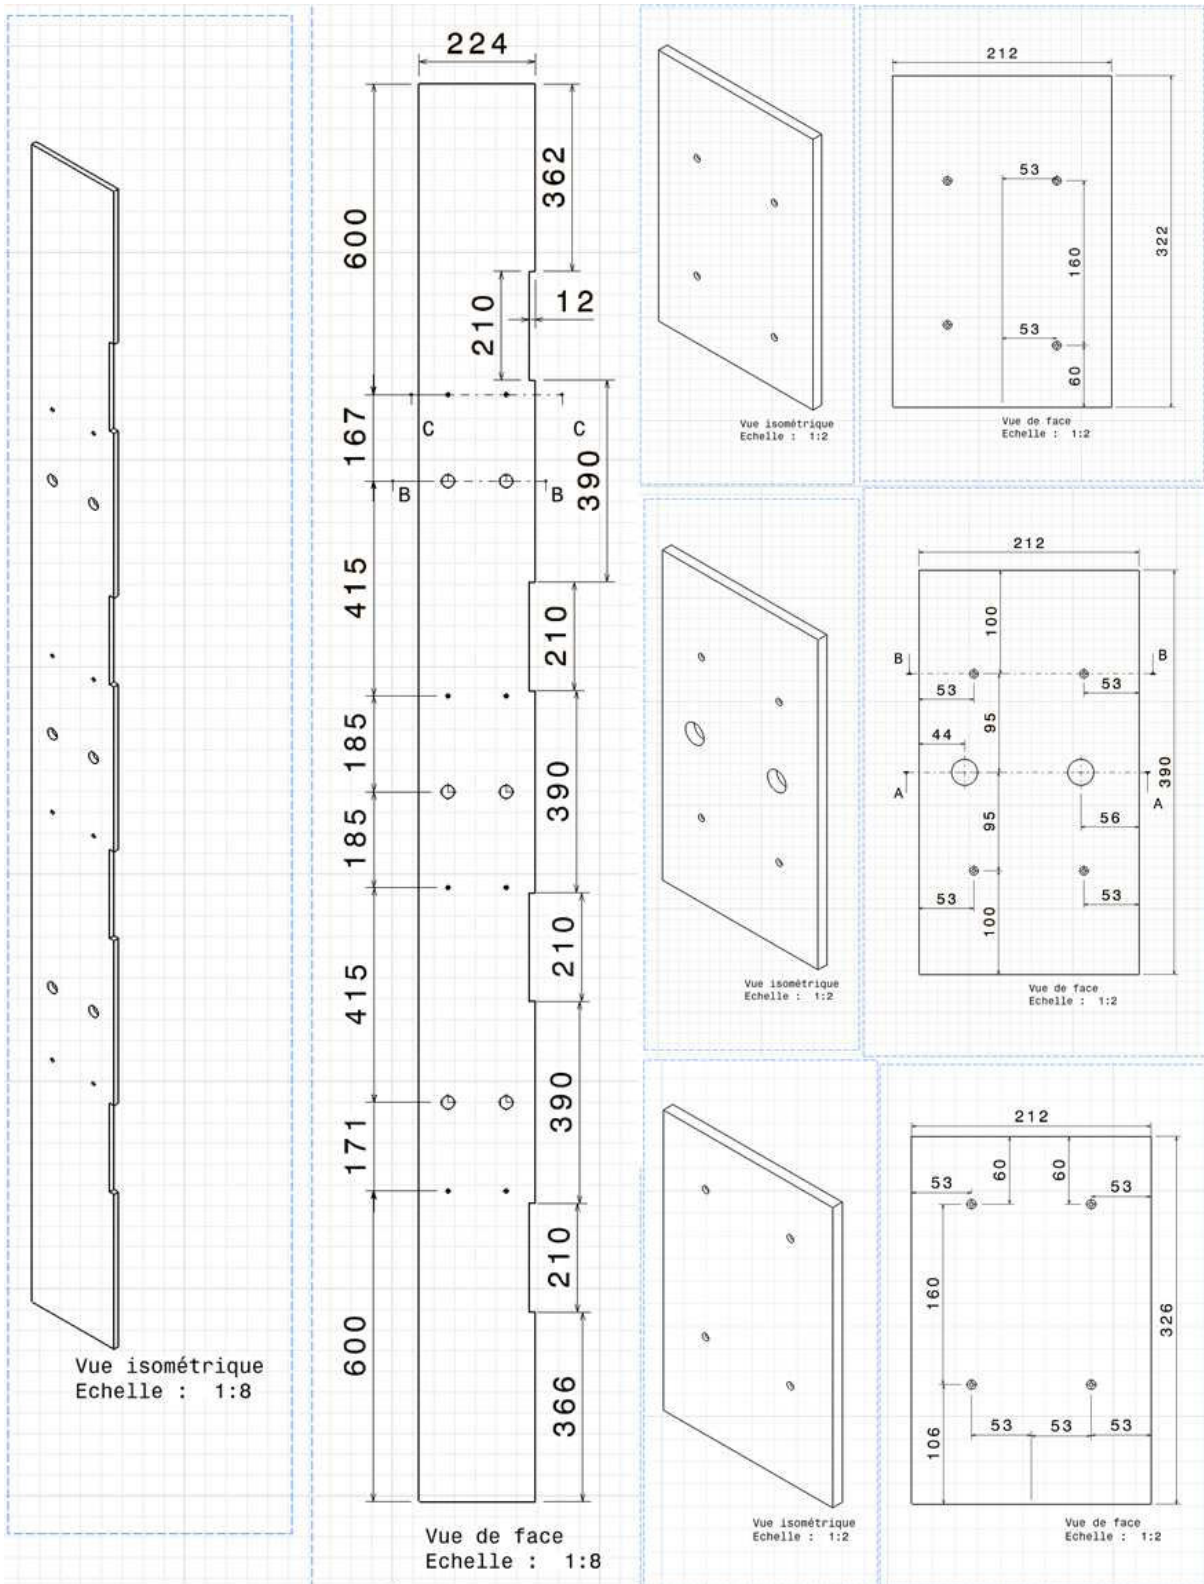 224
600
362
210
12
167
C
C
B
B
390
415
210
185
390
185
210
415
390
171
210
600
366
Vue isométrique
Echelle : 1:8
Vue de face
Echelle : 1:8
212
53
160
322
53
60
Vue isométrique
Echelle : 1:2
Vue de face
Echelle : 1:2
212
100
B
B
53
53
95
44
390
A
A
95
56
53
53
100
Vue isométrique
Echelle : 1:2
Vue de face
Echelle : 1:2
212
60
60
53
53
160
326
53
53
53
106
Vue isométrique
Echelle : 1:2
Vue de face
Echelle : 1:2